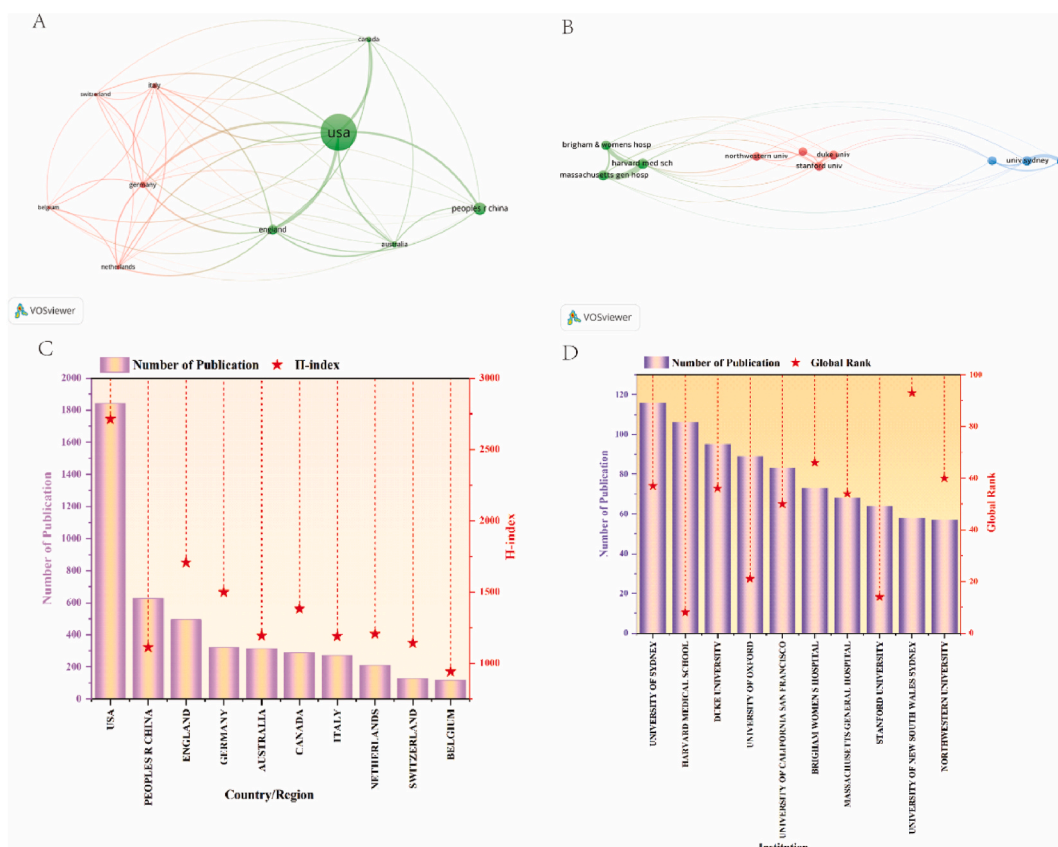 A
canada
switzerland
italy
usa
germany
belgium
peoples r china
england
australia
netherlands
VOSviewer
B
brigham & womens hosp
harvard med sch
massachusetts gen hosp
northwestern univ
duke univ
stanford univ
univ sydney
VOSviewer
C
Number of Publication
H-index
2000
1800
1600
1400
1200
1000
800
600
400
200
0
Number of Publication
3000
2500
2000
1500
1000
H-index
USA
PEOPLES R CHINA
ENGLAND
GERMANY
AUSTRALIA
CANADA
ITALY
NETHERLANDS
SWITZERLAND
BELGIUM
Country/Region
D
Number of Publication
Global Rank
120
100
80
60
40
20
0
Number of Publication
100
80
60
40
20
0
Global Rank
UNIVERSITY OF SYDNEY
HARVARD MEDICAL SCHOOL
DUKE UNIVERSITY
UNIVERSITY OF OXFORD
UNIVERSITY OF CALIFORNIA SAN FRANCISCO
BRIGHAM WOMEN S HOSPITAL
MASSACHUSETTS GENERAL HOSPITAL
STANFORD UNIVERSITY
UNIVERSITY OF NEW SOUTH WALES SYDNEY
NORTHWESTERN UNIVERSITY
Institution